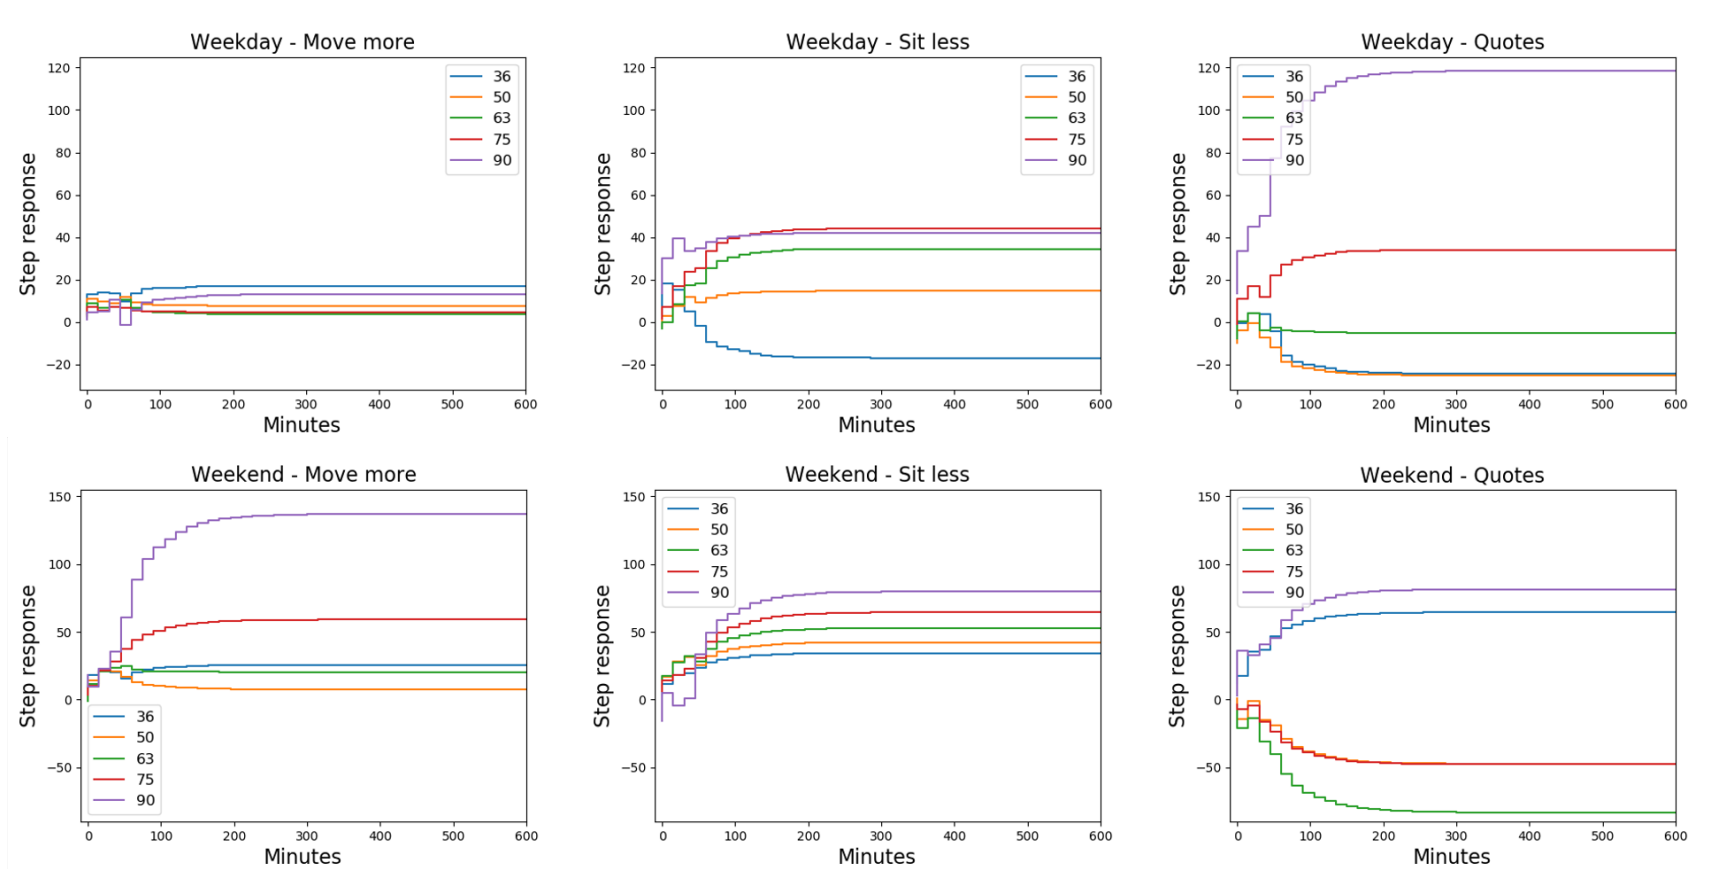 Weekday - Move more
Step response
120
100
80
60
40
20
0
−20
36
50
63
75
90
0 100 200 300 400 500 600
Minutes
Weekday - Sit less
Step response
120
100
80
60
40
20
0
−20
36
50
63
75
90
0 100 200 300 400 500 600
Minutes
Weekday - Quotes
Step response
120
100
80
60
40
20
0
−20
36
50
63
75
90
0 100 200 300 400 500 600
Minutes
Weekend - Move more
Step response
150
100
50
0
−50
36
50
63
75
90
0 100 200 300 400 500 600
Minutes
Weekend - Sit less
Step response
150
100
50
0
−50
36
50
63
75
90
0 100 200 300 400 500 600
Minutes
Weekend - Quotes
Step response
150
100
50
0
−50
36
50
63
75
90
0 100 200 300 400 500 600
Minutes